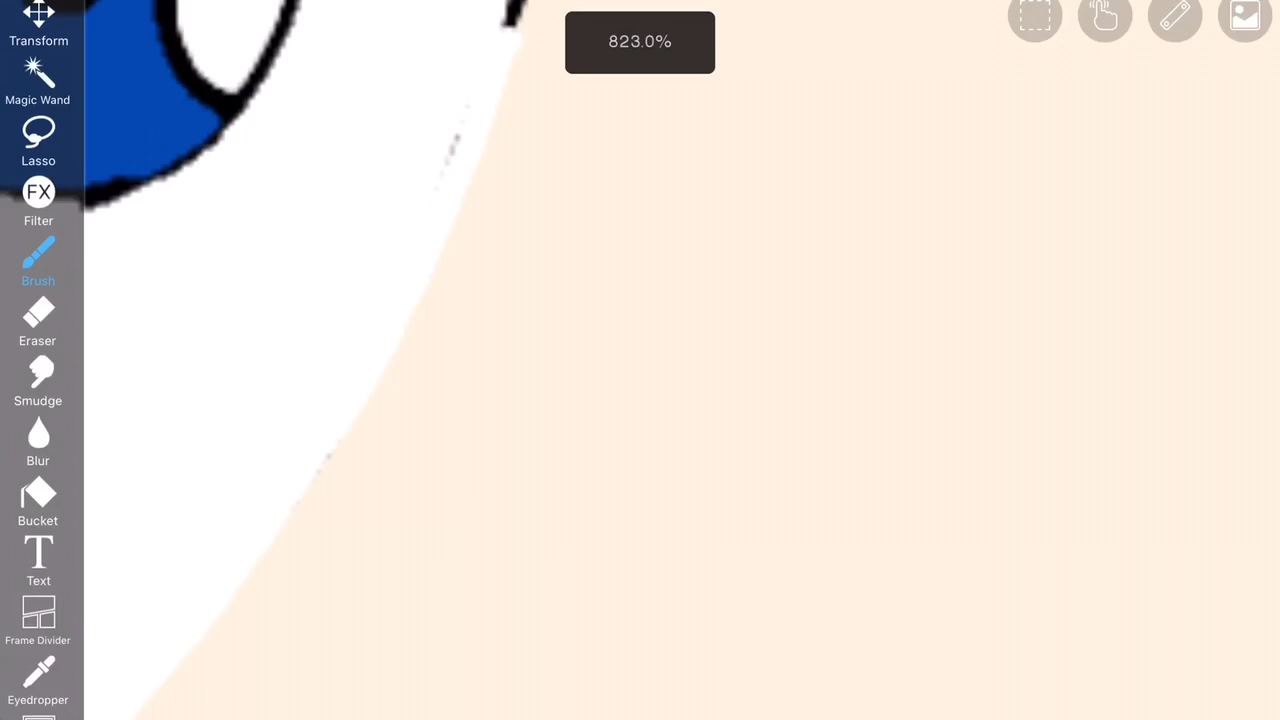 Transform
823.0%
Magic Wand
Lasso
FX
Filter
Brush
Eraser
Smudge
Blur
Bucket
T
Text
Frame Divider
Eyedropper